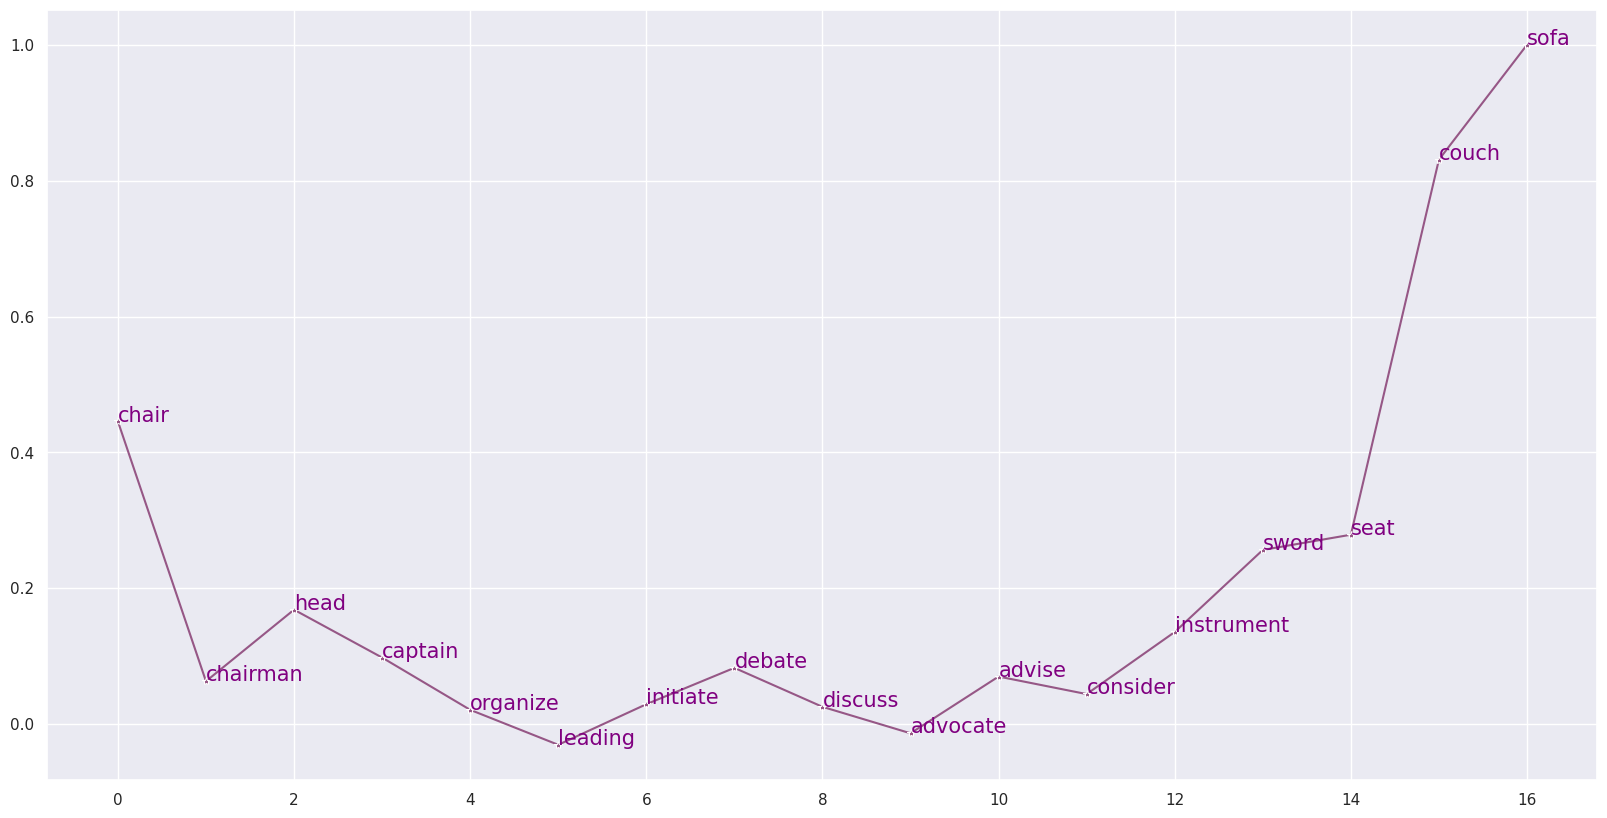 1.0
0.8
0.6
0.4
0.2
0.0
chair
chairman
head
captain
organize
leading
initiate
debate
discuss
advocate
advise
consider
instrument
sword
seat
couch
sofa
0 2 4 6 8 10 12 14 16